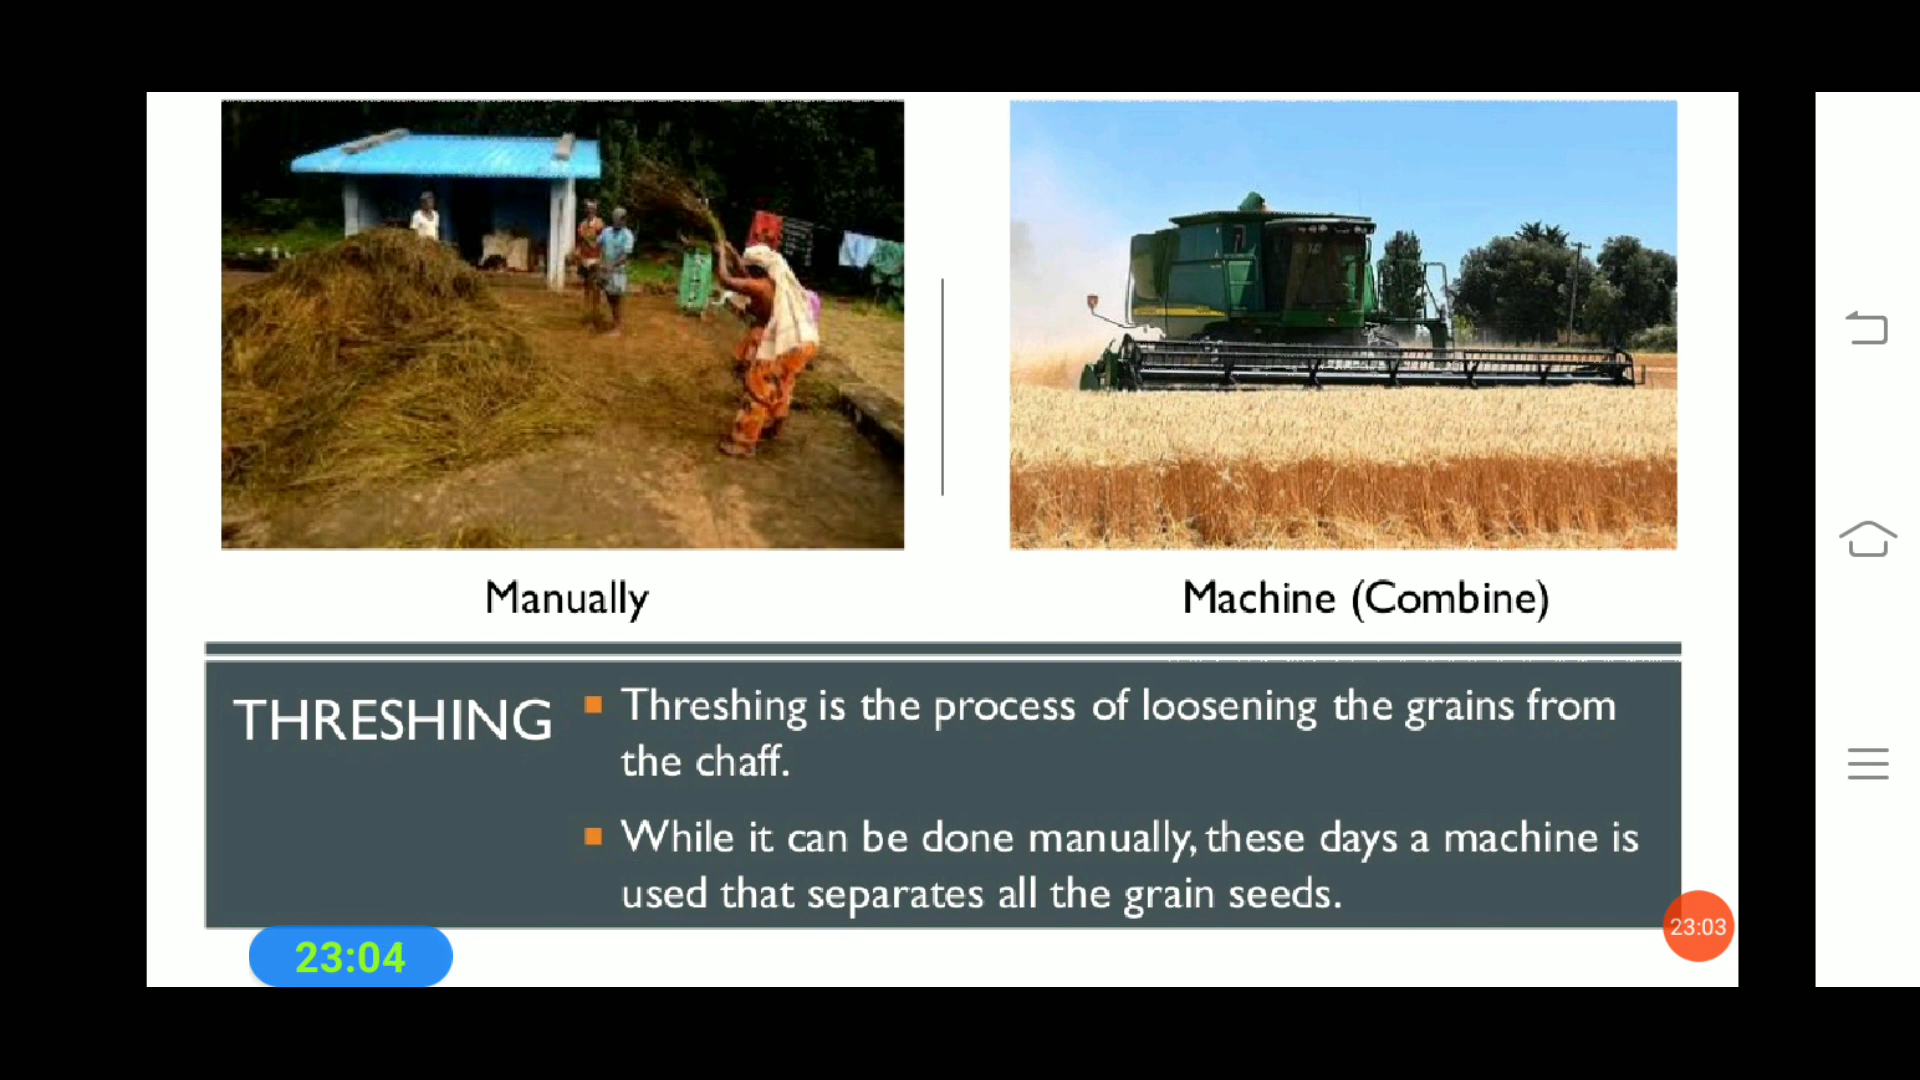 Manually
Machine (Combine)
THRESHING
Threshing is the process of loosening the grains from
the chaff.
While it can be done manually, these days a machine is
used that separates all the grain seeds.
23:04
23:03